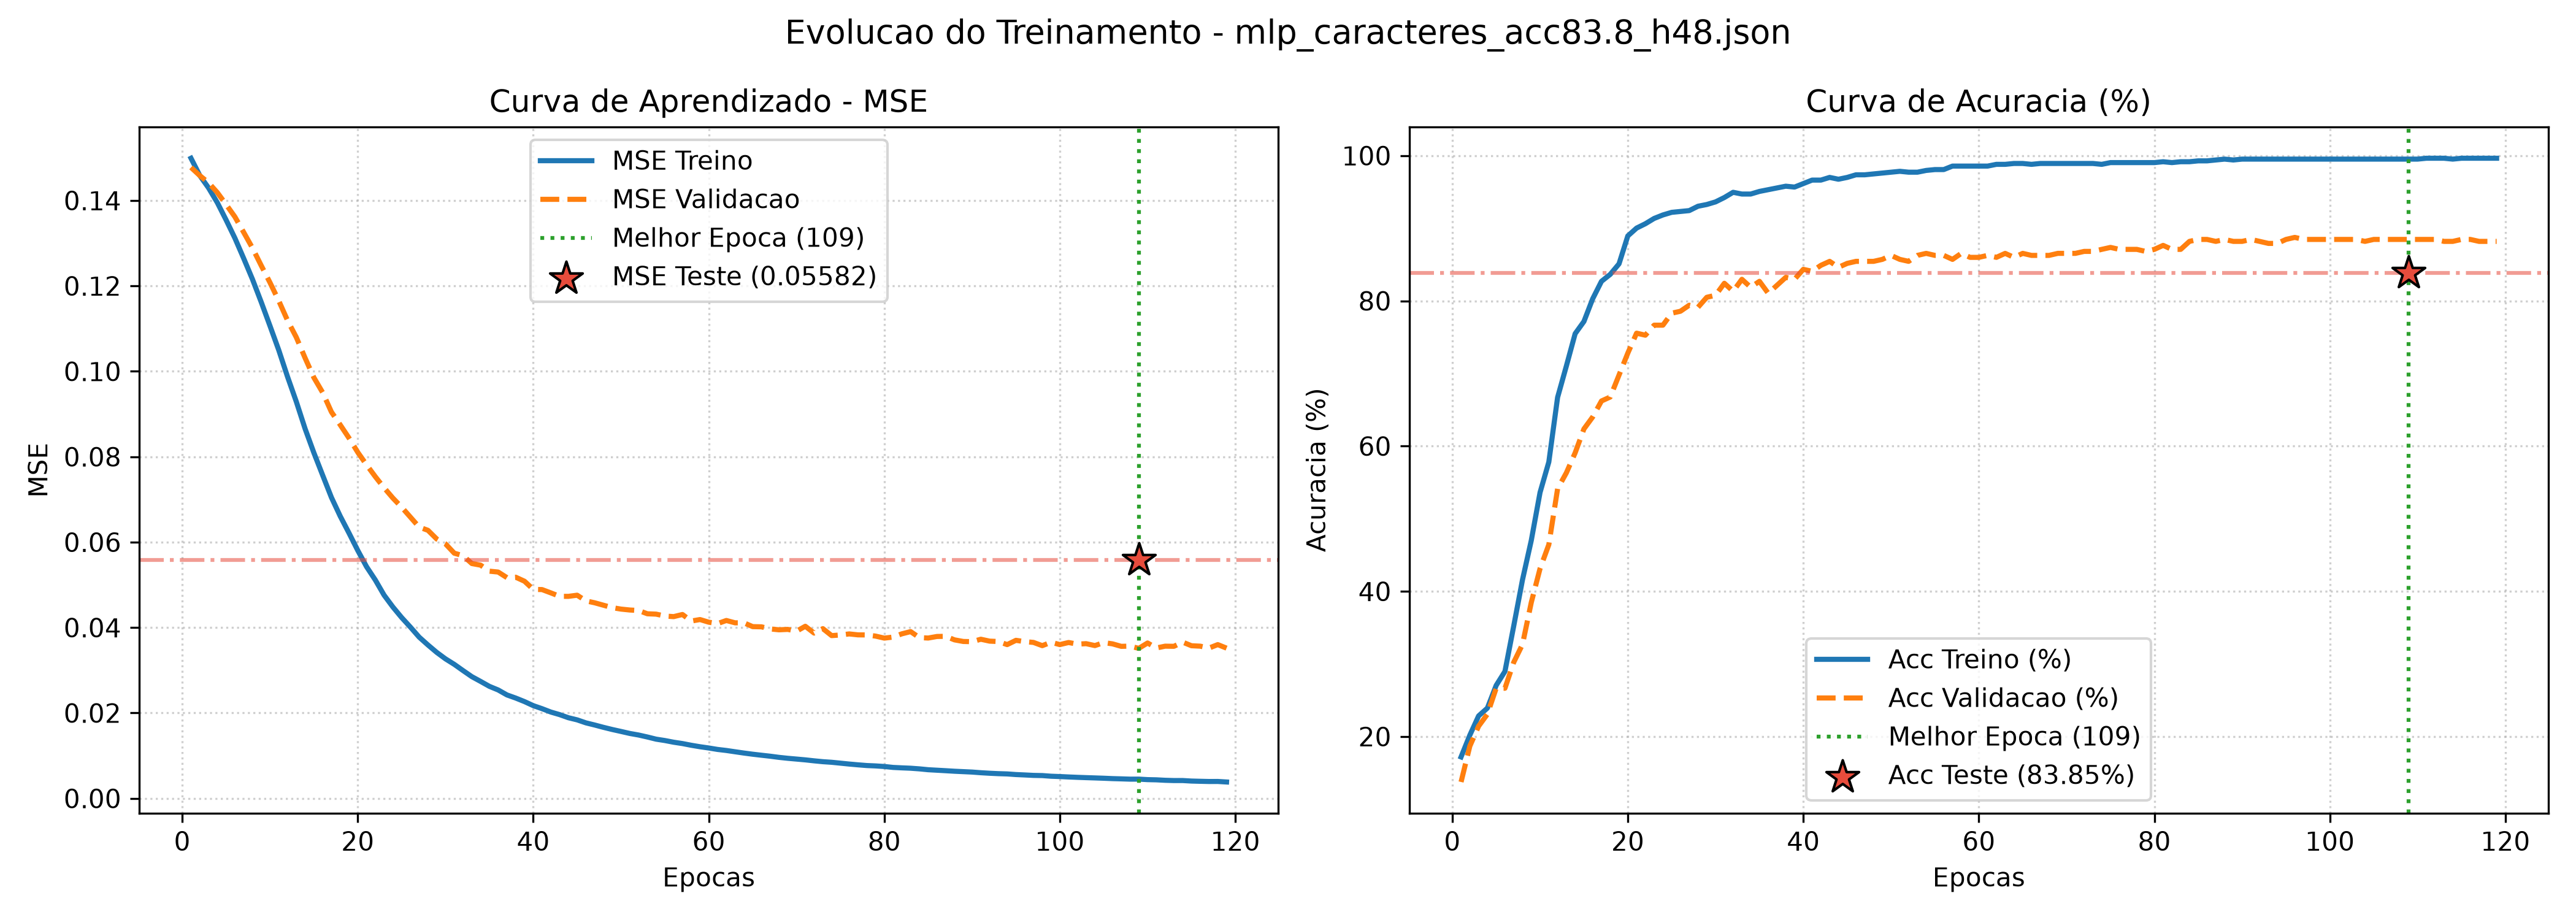 Evolucao do Treinamento - mlp_caracteres_acc83.8_h48.json
Curva de Aprendizado - MSE
MSE
0.14
0.12
0.10
0.08
0.06
0.04
0.02
0.00
MSE Treino
MSE Validacao
Melhor Epoca (109)
MSE Teste (0.05582)
0 20 40 60 80 100 120
Epocas
Curva de Acuracia (%)
Acuracia (%)
100
80
60
40
20
Acc Treino (%)
Acc Validacao (%)
Melhor Epoca (109)
Acc Teste (83.85%)
0 20 40 60 80 100 120
Epocas